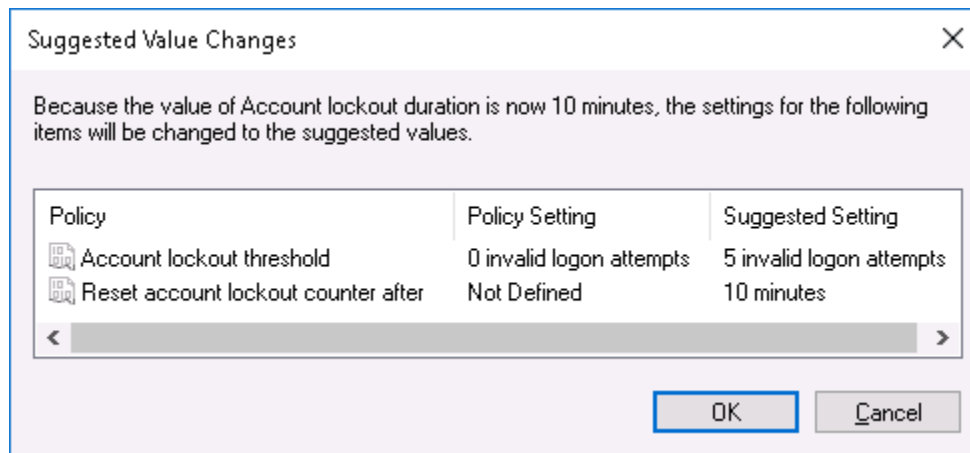 Suggested Value Changes
Because the value of Account lockout duration is now 10 minutes, the settings for the following
items will be changed to the suggested values.
Policy Policy Setting Suggested Setting
Account lockout threshold 0 invalid logon attempts 5 invalid logon attempts
Reset account lockout counter after Not Defined 10 minutes
OK Cancel